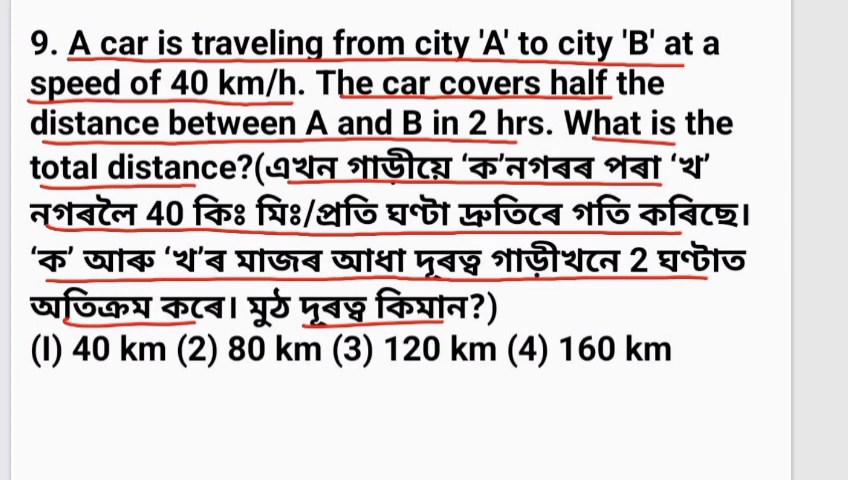 9. A car is traveling from city 'A' to city 'B' at a
speed of 40 km/h. The car covers half the
distance between A and B in 2 hrs. What is the
total distance?(এখন গাড়ীয়ে ‘ক’নগৰৰ পৰা ‘খ’
নগৰলৈ 40 কিঃ মিঃ/প্ৰতি ঘণ্টা দ্ৰুতিৰে গতি কৰিছে।
‘ক’ আৰু ‘খ’ৰ মাজৰ আধা দূৰত্ব গাড়ীখনে 2 ঘণ্টাত
অতিক্ৰম কৰে। মুঠ দূৰত্ব কিমান?)
(I) 40 km (2) 80 km (3) 120 km (4) 160 km